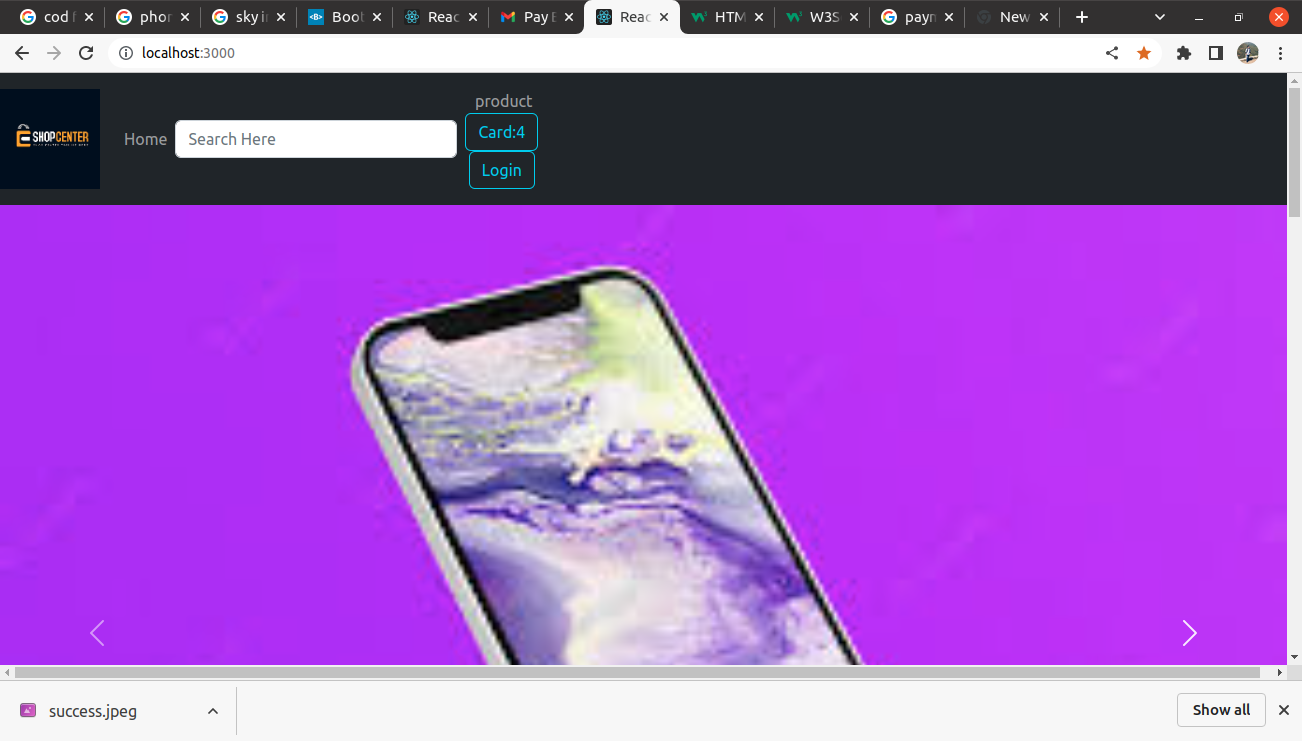 cod f
phor
sky i
Boot
Reac
Pay E
Reac
HTM
W3S
payn
New
localhost:3000
product
SHOPCENTER
Home
Search Here
Card:4
Login
success.jpeg
Show all